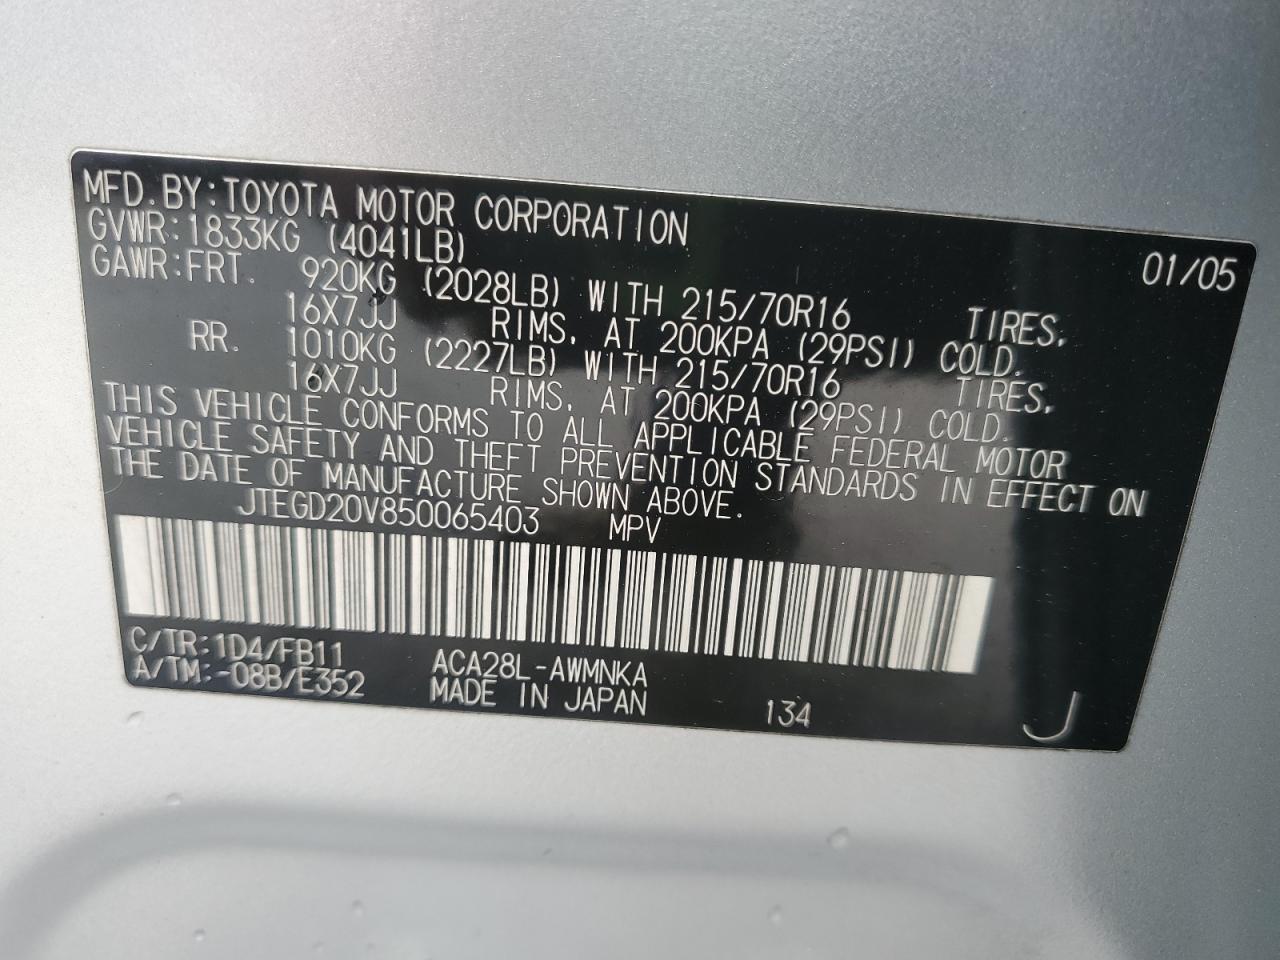 MFD. BY: TOYOTA MOTOR CORPORATION 01/05
GVWR: 1833KG (4041LB)
GAWR: FRT. 920KG (2028LB) WITH 215/70R16 TIRES,
16X7JJ RIMS, AT 200KPA (29PSI) COLD.
RR. 1010KG (2227LB) WITH 215/70R16 TIRES,
16X7JJ RIMS, AT 200KPA (29PSI) COLD.
THIS VEHICLE CONFORMS TO ALL APPLICABLE FEDERAL MOTOR
VEHICLE SAFETY AND THEFT PREVENTION STANDARDS IN EFFECT ON
THE DATE OF MANUFACTURE SHOWN ABOVE.
JTEGD20V850065403 MPV
C/TR: 1D4/FB11 ACA28L-AWMNKA
A/TM: -08B/E352 MADE IN JAPAN 134 J